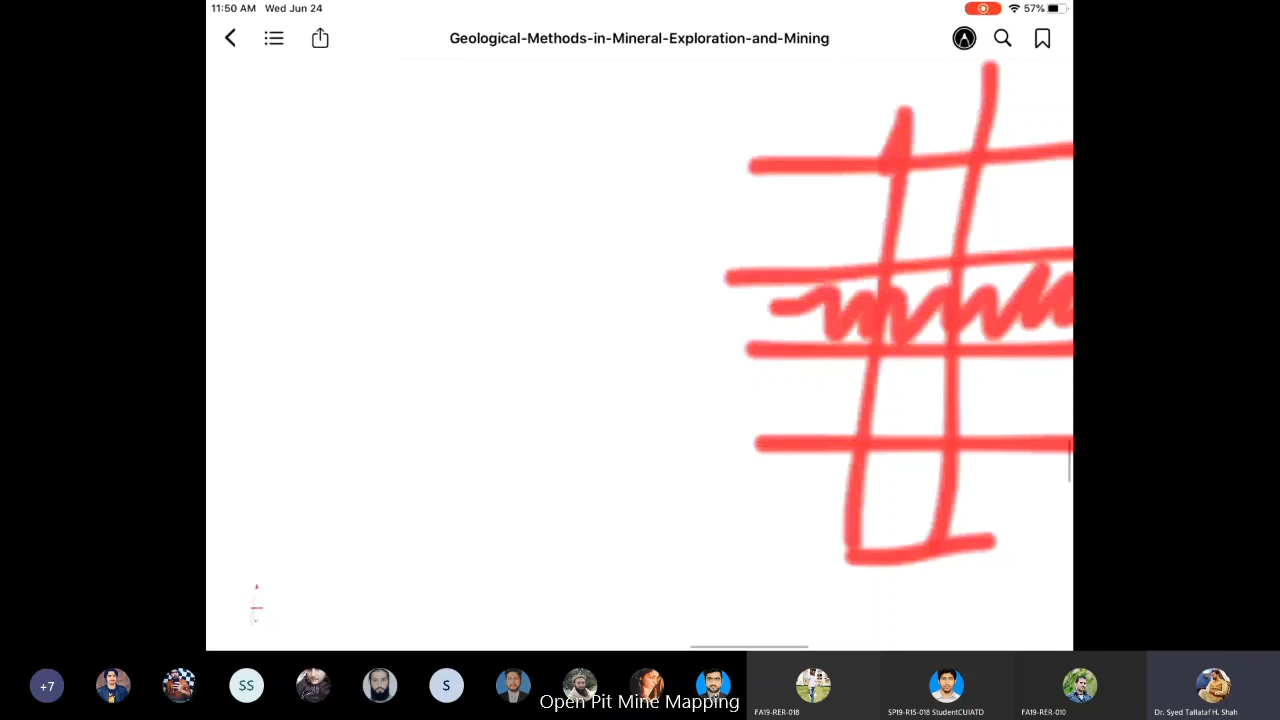 11:50 AM Wed Jun 24
57%
Geological-Methods-in-Mineral-Exploration-and-Mining
+7
SS
S
Open Pit Mine Mapping
FA19-RER-018
SP19-R15-018 StudentCUIATD
FA19-RER-010
Dr. Syed Tallataf H. Shah